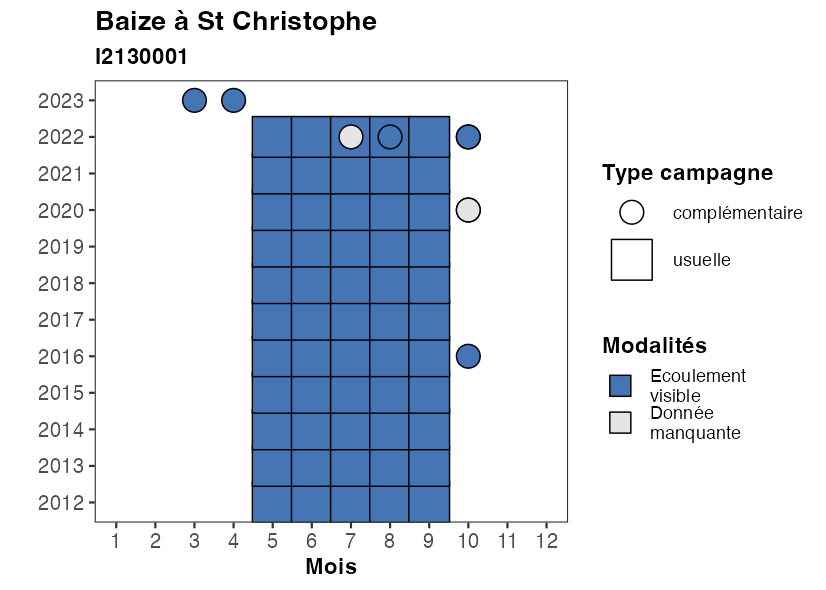 Baize à St Christophe
I2130001
2023
2022
2021
2020
2019
2018
2017
2016
2015
2014
2013
2012
1 2 3 4 5 6 7 8 9 10 11 12
Mois
Type campagne
complémentaire
usuelle
Modalités
Ecoulement
visible
Donnée
manquante